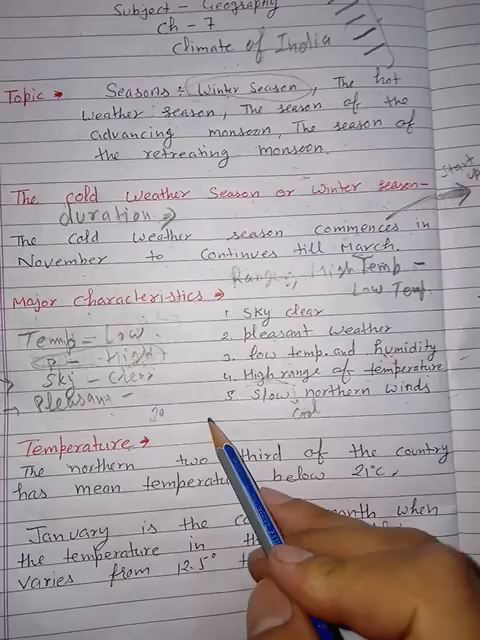 Subject - Geography
Ch - 7
Climate of India
Topic → Seasons : Winter Season, The hot
weather season, The season of the
advancing monsoon, The season of
the retreating monsoon.
Start up
The cold weather Season or Winter season-
duration →
The cold weather season commences in
November to continues till March.
Range: High Temp -
Low Temp.
Major Characteristics →
1. Sky clear
2. pleasant weather
3. low temp. and humidity
4. High range of temperature
5. Slow northern winds
Cool
Temp = Low
- High
Sky - Clear
Pleasant -
20
Temperature →
The northern two third of the country
has mean temperatu below 21°C.
January is the co month when
the temperature in th
varies from 12.5°